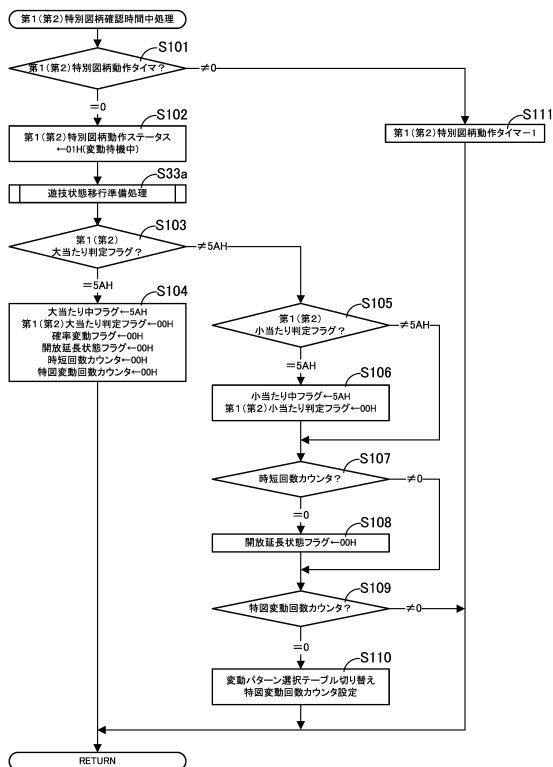 第1(第2)特別図柄確認時間中処理
S101
第1(第2)特別図柄動作タイマ?
≠0
=0
S102
第1(第2)特別図柄動作ステータス
←01H(変動待機中)
S111
第1(第2)特別図柄動作タイマー1
S33a
遊技状態移行準備処理
S103
第1(第2)
大当たり判定フラグ?
≠5AH
=5AH
S104
大当たり中フラグ←5AH
第1(第2)大当たり判定フラグ←00H
確率変動フラグ←00H
開放延長状態フラグ←00H
時短回数カウンタ←00H
特図変動回数カウンタ←00H
S105
第1(第2)
小当たり判定フラグ?
≠5AH
=5AH
S106
小当たり中フラグ←5AH
第1(第2)小当たり判定フラグ←00H
S107
時短回数カウンタ?
≠0
=0
S108
開放延長状態フラグ←00H
S109
特図変動回数カウンタ?
≠0
=0
S110
変動パターン選択テーブル切り替え
特図変動回数カウンタ設定
RETURN